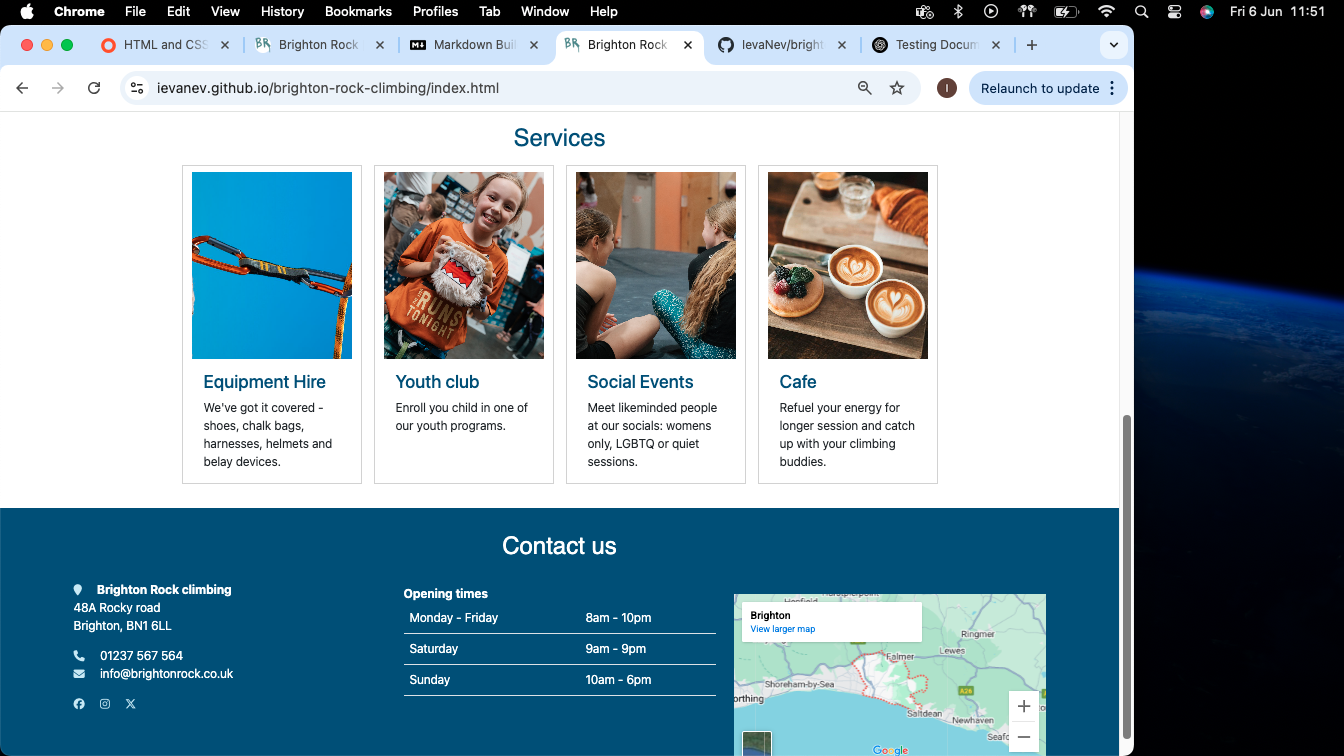 Chrome File Edit View History Bookmarks Profiles Tab Window Help Fri 6 Jun 11:51
HTML and CSS
Brighton Rock
Markdown Buil
Brighton Rock
IevaNev/bright
Testing Docum
ievanev.github.io/brighton-rock-climbing/index.html
I
Relaunch to update
Services
RUNS
TONIGHT
Equipment Hire
We've got it covered -
shoes, chalk bags,
harnesses, helmets and
belay devices.
Youth club
Enroll you child in one of
our youth programs.
Social Events
Meet likeminded people
at our socials: womens
only, LGBTQ or quiet
sessions.
Cafe
Refuel your energy for
longer session and catch
up with your climbing
buddies.
Contact us
Brighton Rock climbing
48A Rocky road
Brighton, BN1 6LL
01237 567 564
info@brightonrock.co.uk
Opening times
Monday - Friday 8am - 10pm
Saturday 9am - 9pm
Sunday 10am - 6pm
Brighton
View larger map
Ringmer
Falmer
Lewes
Shoreham-by-Sea
A26
orthing
Saltdean
Newhaven
Seafo
Google